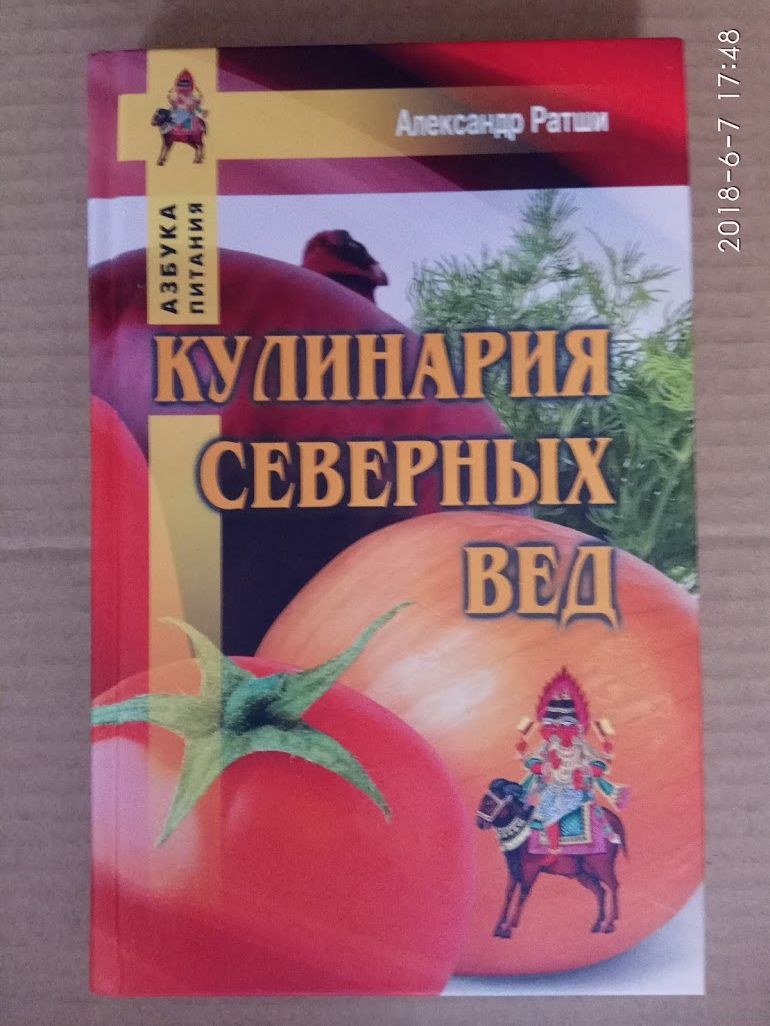 Александр Ратши
АЗБУКА
ПИТАНИЯ
КУЛИНАРИЯ
СЕВЕРНЫХ
ВЕД
2018-6-7 17:48